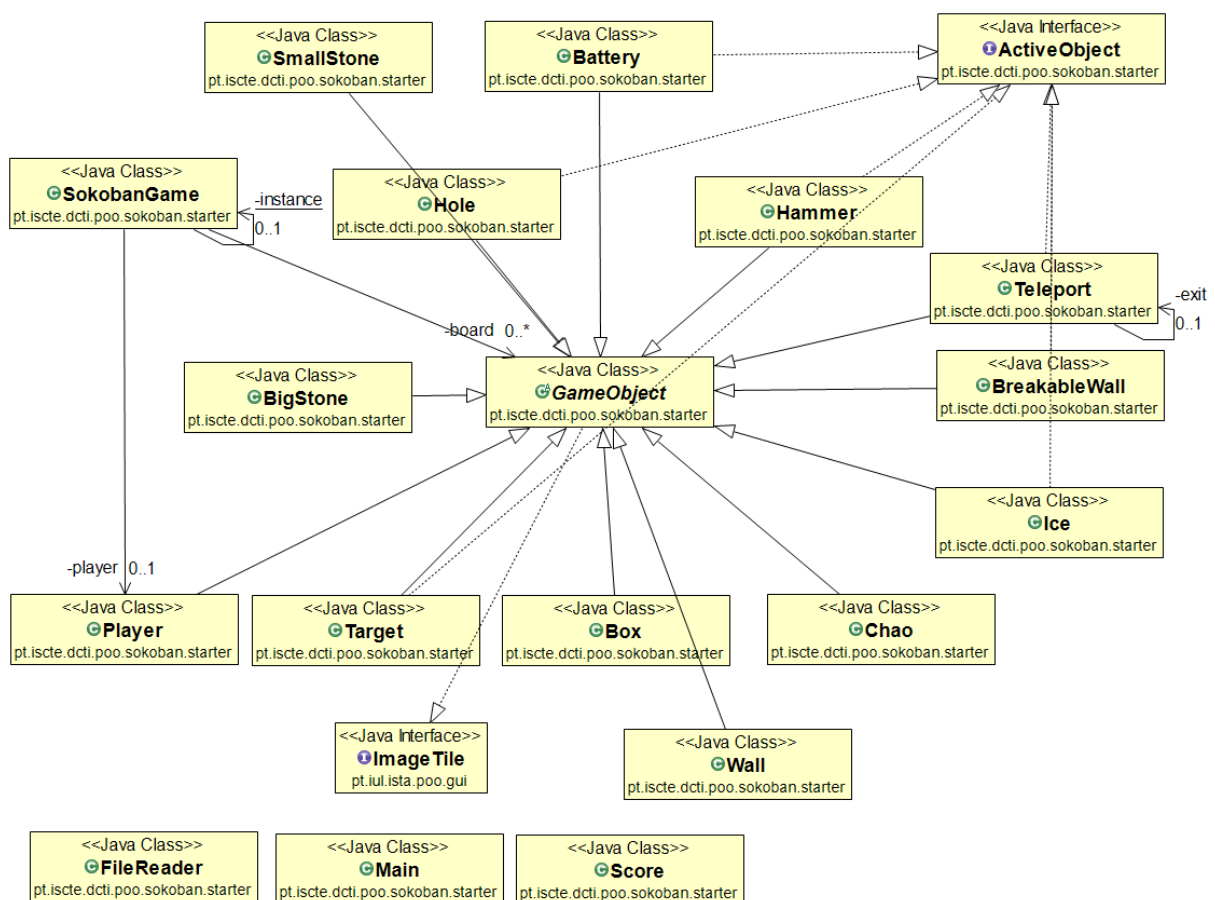 <<Java Class>>
SmallStone
pt.iscte.dcti.poo.sokoban.starter
<<Java Class>>
Battery
pt.iscte.dcti.poo.sokoban.starter
<<Java Interface>>
ActiveObject
pt.iscte.dcti.poo.sokoban.starter
<<Java Class>>
SokobanGame
pt.iscte.dcti.poo.sokoban.starter
-instance
0..1
<<Java Class>>
Hole
pt.iscte.dcti.poo.sokoban.starter
<<Java Class>>
Hammer
pt.iscte.dcti.poo.sokoban.starter
<<Java Class>>
Teleport
pt.iscte.dcti.poo.sokoban.starter
-exit
0..1
-board 0..*
<<Java Class>>
BigStone
pt.iscte.dcti.poo.sokoban.starter
<<Java Class>>
GameObject
pt.iscte.dcti.poo.sokoban.starter
<<Java Class>>
BreakableWall
pt.iscte.dcti.poo.sokoban.starter
<<Java Class>>
Ice
pt.iscte.dcti.poo.sokoban.starter
-player 0..1
<<Java Class>>
Player
pt.iscte.dcti.poo.sokoban.starter
<<Java Class>>
Target
pt.iscte.dcti.poo.sokoban.starter
<<Java Class>>
Box
pt.iscte.dcti.poo.sokoban.starter
<<Java Class>>
Chao
pt.iscte.dcti.poo.sokoban.starter
<<Java Interface>>
ImageTile
pt.iul.ista.poo.gui
<<Java Class>>
Wall
pt.iscte.dcti.poo.sokoban.starter
<<Java Class>>
FileReader
pt.iscte.dcti.poo.sokoban.starter
<<Java Class>>
Main
pt.iscte.dcti.poo.sokoban.starter
<<Java Class>>
Score
pt.iscte.dcti.poo.sokoban.starter